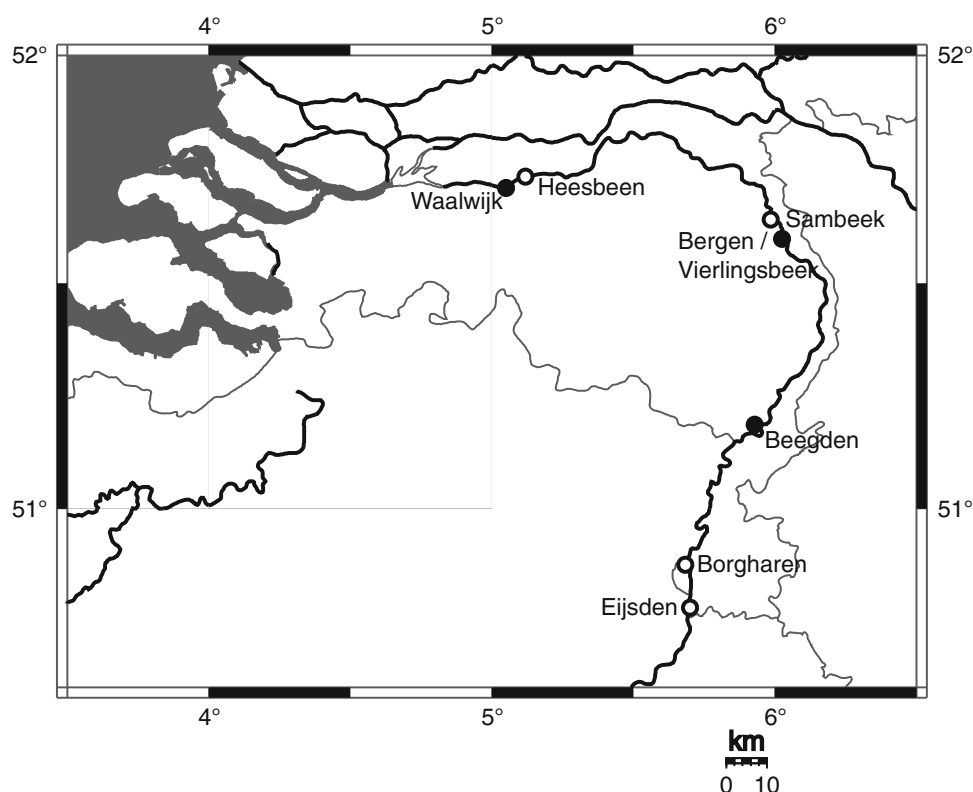 4° 5° 6°
52° 52°
Waalwijk Heesbeen
Sambeek
Bergen /
Vierlingsbeek
Beegden
51° 51°
Borgharen
Eijsden
4° 5° 6°
km
0 10